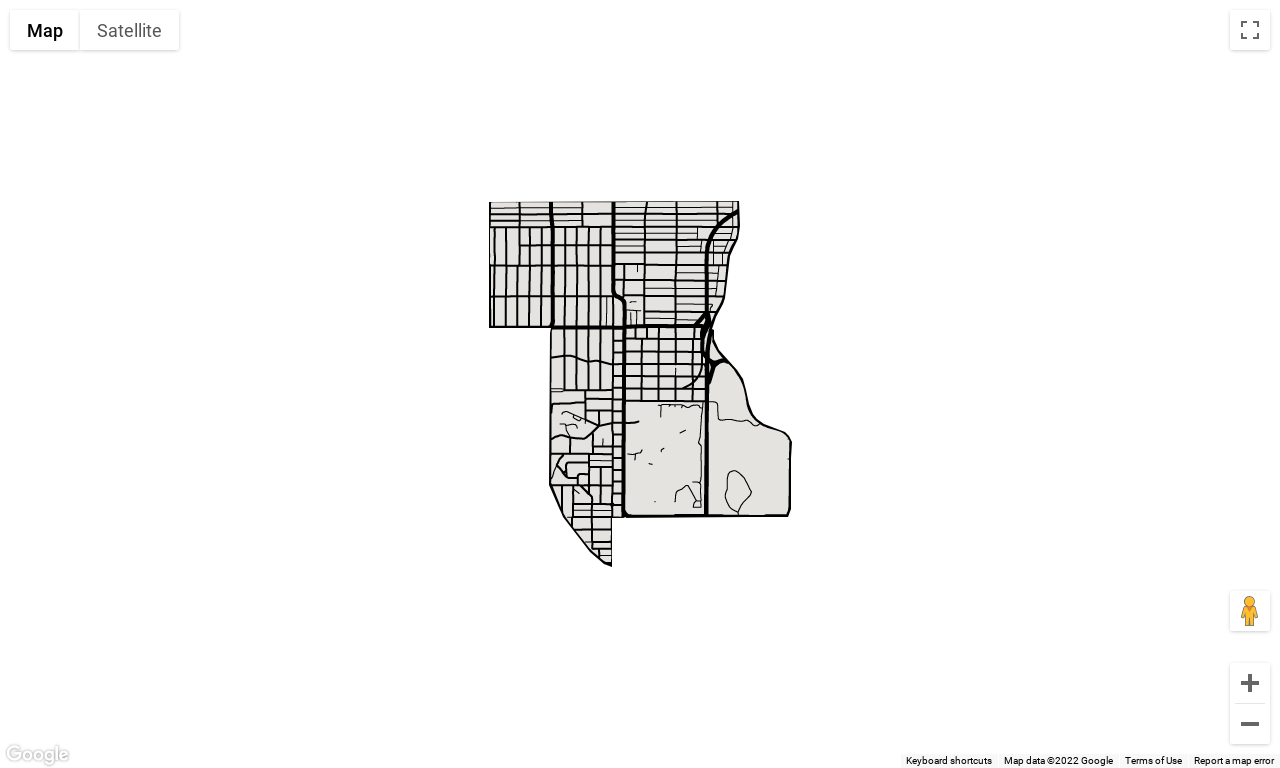 Map
Satellite
Google
Keyboard shortcuts
Map data ©2022 Google
Terms of Use
Report a map error